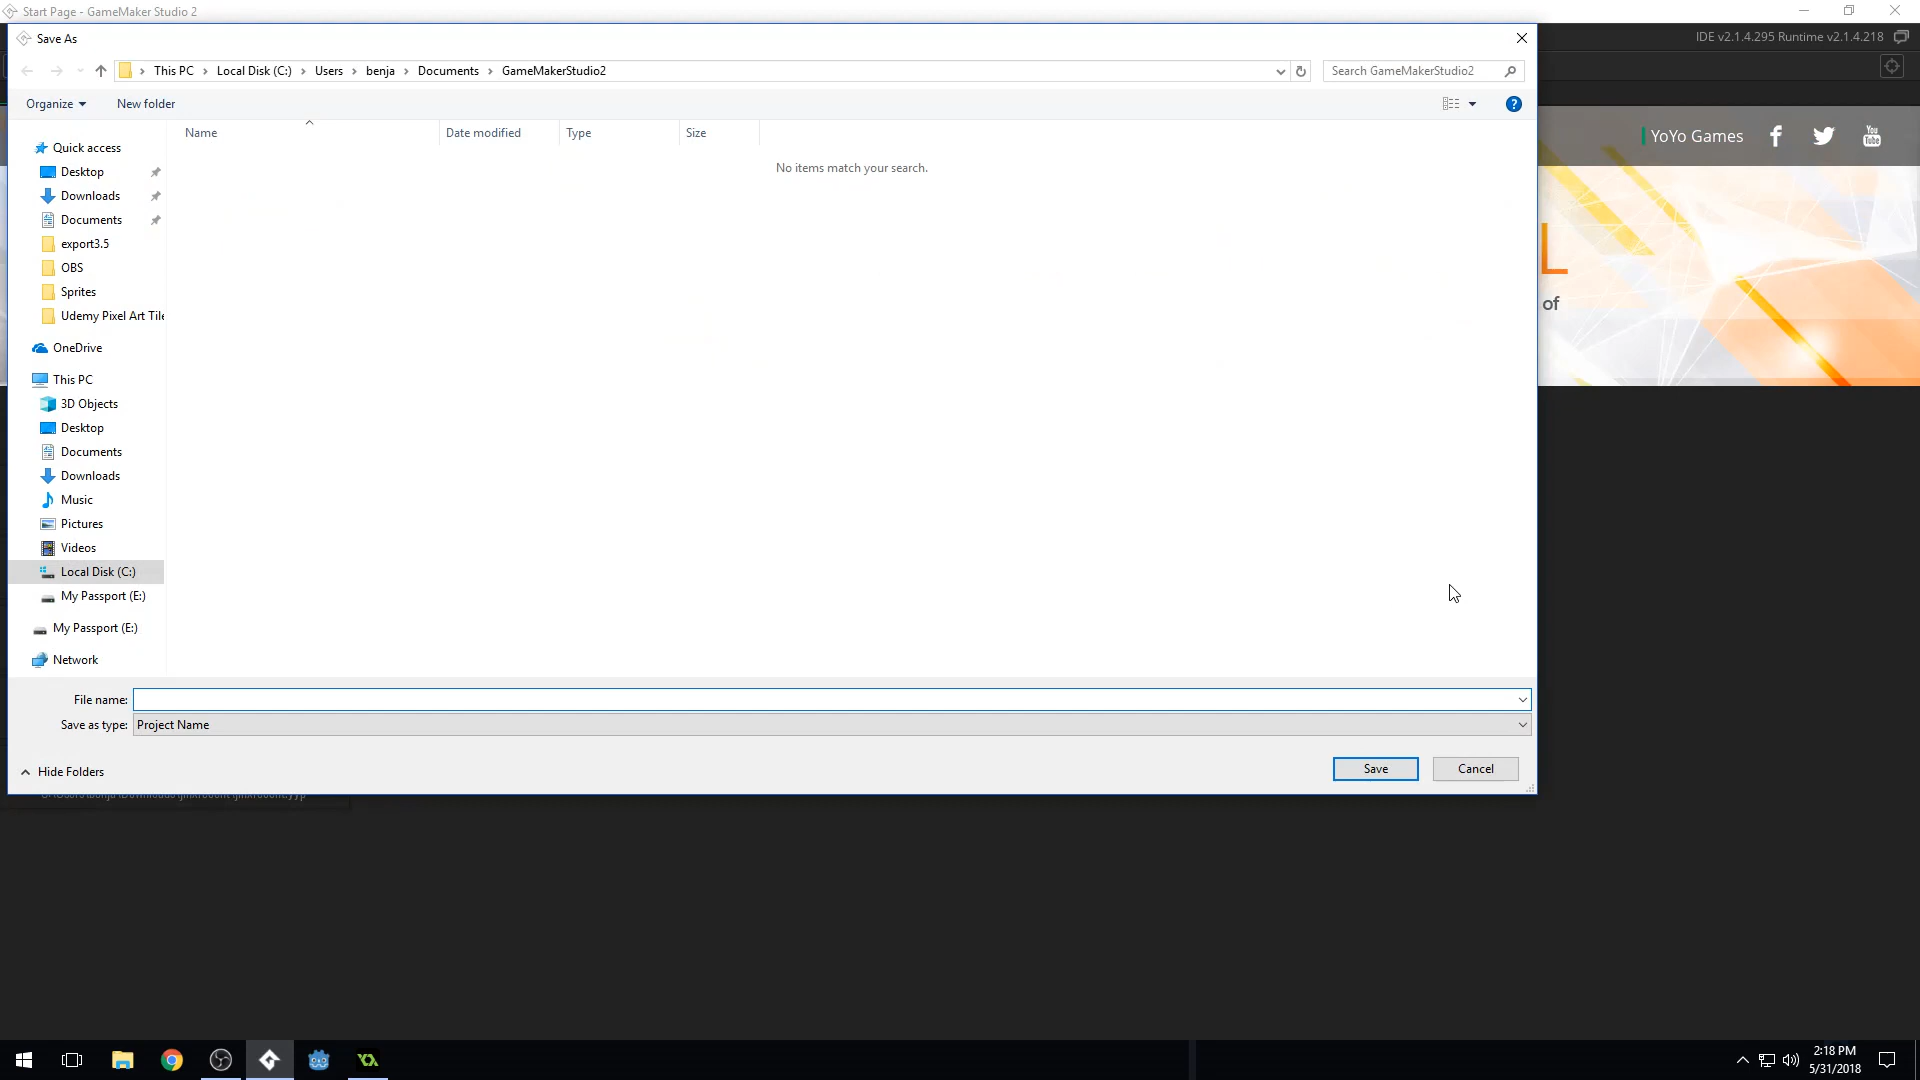 Start Page - GameMaker Studio 2
Save As
IDE v2.1.4.295 Runtime v2.1.4.218
This PC > Local Disk (C:) > Users > benja > Documents > GameMakerStudio2
Search GameMakerStudio2
Organize
New folder
?
Name
Date modified
Type
Size
YoYo Games
You Tube
No items match your search.
Quick access
Desktop
Downloads
Documents
export3.5
OBS
Sprites
Udemy Pixel Art Tile
L
of
OneDrive
This PC
3D Objects
Desktop
Documents
Downloads
Music
Pictures
Videos
Local Disk (C:)
My Passport (E:)
My Passport (E:)
Network
File name:
Save as type: Project Name
Hide Folders
Save
Cancel
2:18 PM
5/31/2018